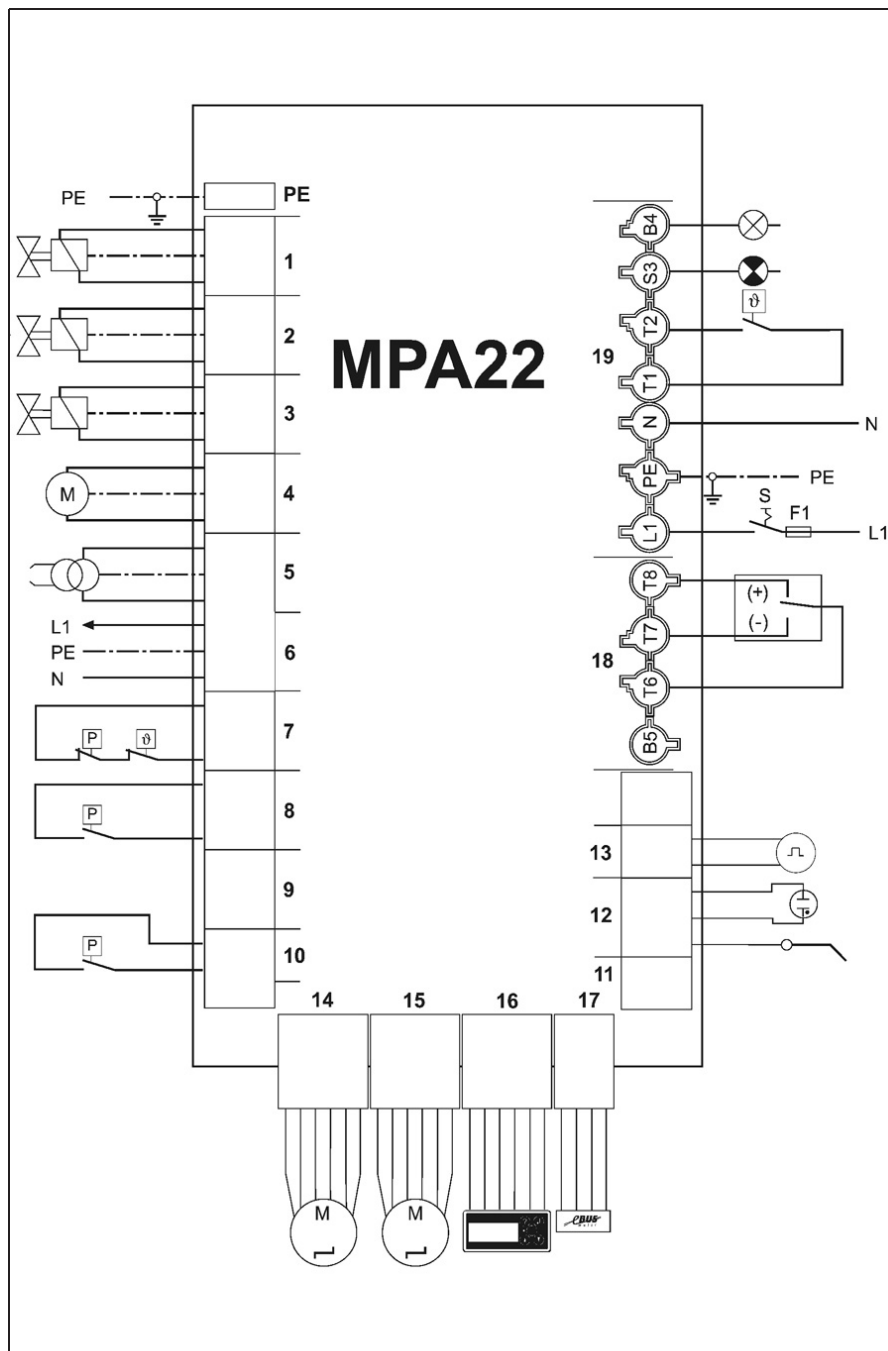 MPA22
PE
PE
1
2
3
M
4
5
L1
PE
N
6
P
ϑ
7
P
8
9
P
10
B4
S3
ϑ
T2
19
T1
N
N
PE
PE
S
F1
L1
L1
T8
(+)
(-)
T7
18
T6
B5
13
12
11
14
15
16
17
M
M
eBUS